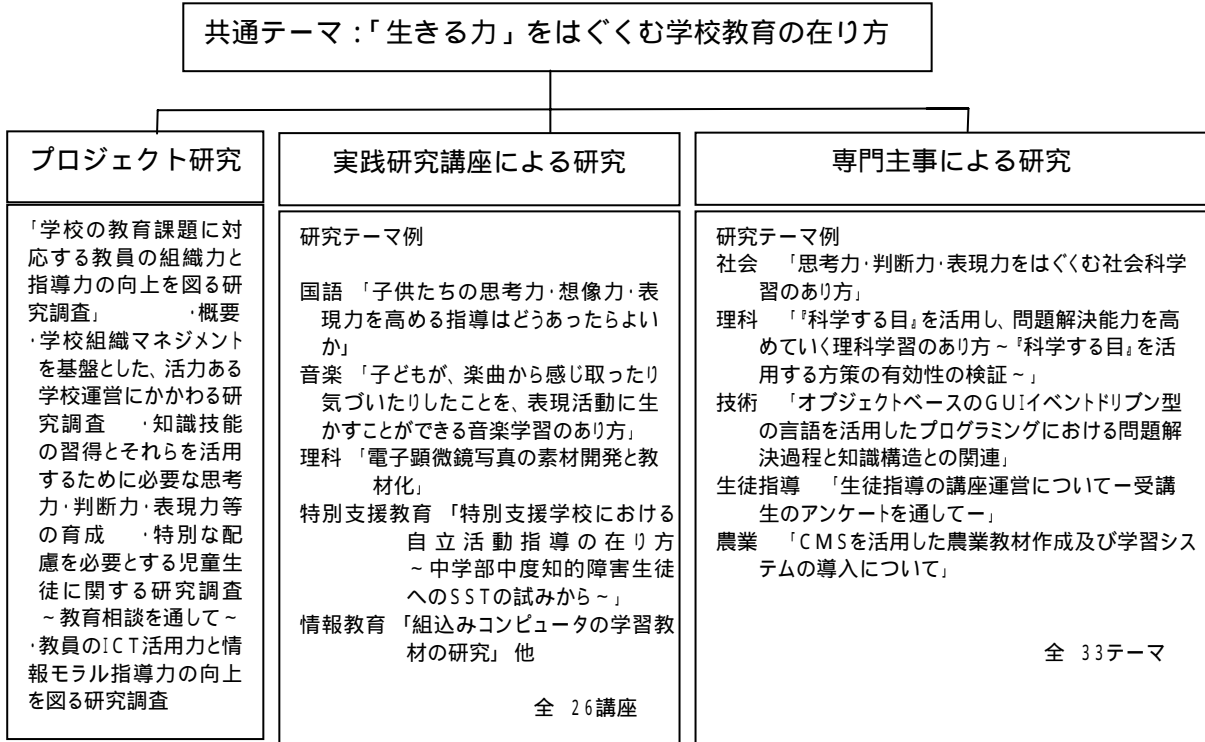 共通テーマ：「生きる力」をはぐくむ学校教育の在り方
プロジェクト研究
「学校の教育課題に対
応する教員の組織力と
指導力の向上を図る研
究調査」　・概要
・学校組織マネジメント
を基盤とした、活力ある
学校運営にかかわる研
究調査　・知識技能
の習得とそれらを活用
するために必要な思考
力・判断力・表現力等
の育成　・特別な配
慮を必要とする児童生
徒に関する研究調査
～教育相談を通して～
・教員のICT活用力と情
報モラル指導力の向上
を図る研究調査
実践研究講座による研究
研究テーマ例
国語　「子供たちの思考力・想像力・表
現力を高める指導はどうあったらよい
か」
音楽　「子どもが、楽曲から感じ取ったり
気づいたりしたことを、表現活動に生
かすことができる音楽学習のあり方」
理科　「電子顕微鏡写真の素材開発と教
材化」
特別支援教育　「特別支援学校における
自立活動指導の在り方
～中学部中度知的障害生徒
へのSSTの試みから～」
情報教育　「組込みコンピュータの学習教
材の研究」 他
全　26講座
専門主事による研究
研究テーマ例
社会　「思考力・判断力・表現力をはぐくむ社会科学
習のあり方」
理科　「『科学する目』を活用し、問題解決能力を高
めていく理科学習のあり方～『科学する目』を活
用する方策の有効性の検証～」
技術　「オブジェクトベースのGUIイベントドリブン型
の言語を活用したプログラミングにおける問題解
決過程と知識構造との関連」
生徒指導　「生徒指導の講座運営についてー受講
生のアンケートを通してー」
農業　「CMSを活用した農業教材作成及び学習シス
テムの導入について」
全　33テーマ